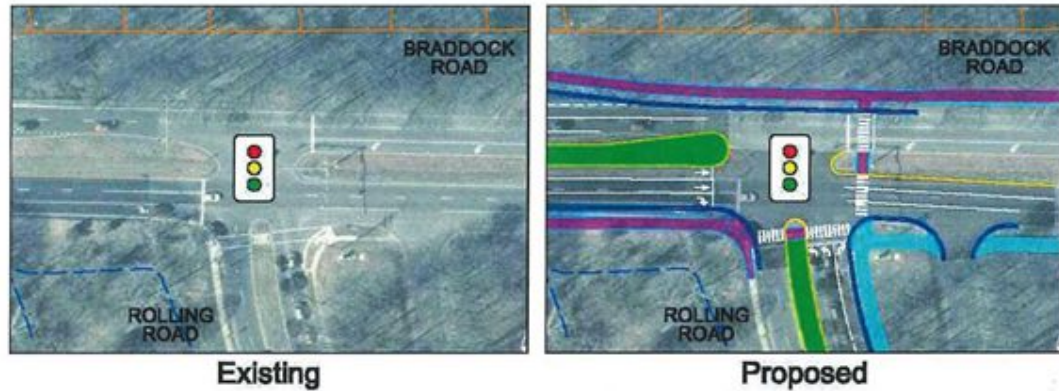 BRADDOCK
ROAD
BRADDOCK
ROAD
ROLLING
ROAD
ROLLING
ROAD
Existing
Proposed